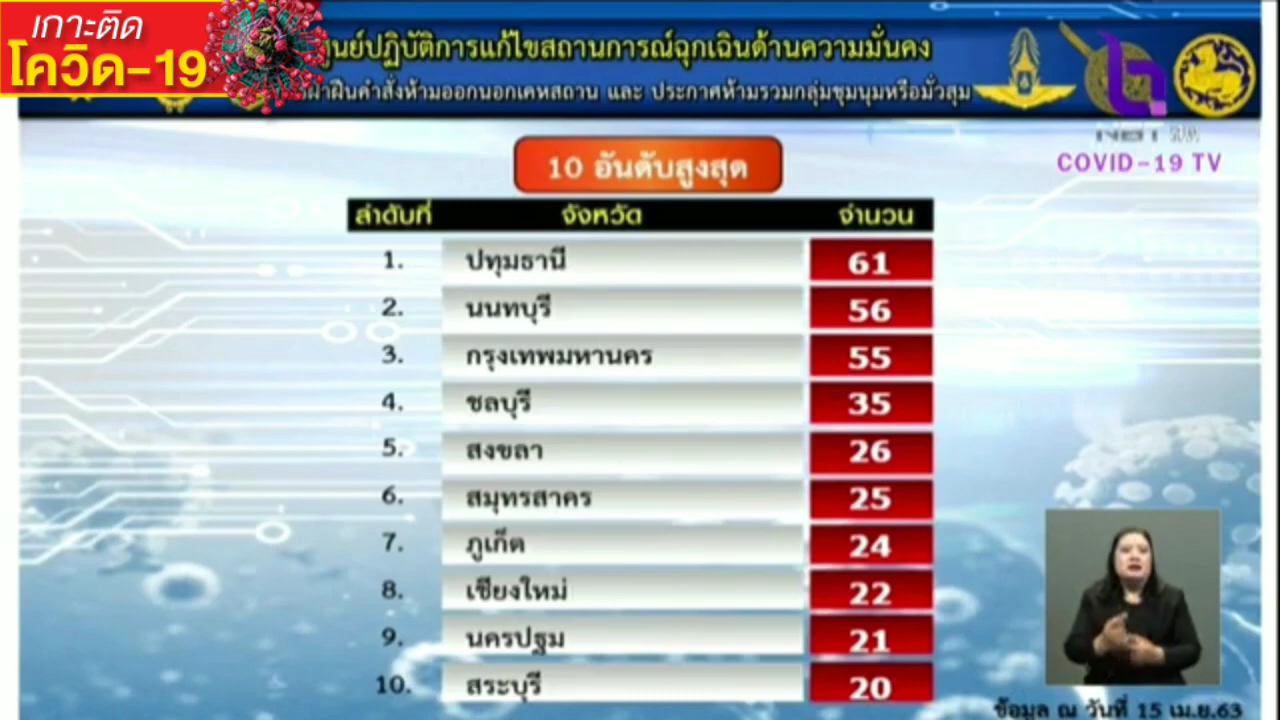 เกาะติด
โควิด-19
ศูนย์ปฏิบัติการแก้ไขสถานการณ์ฉุกเฉินด้านความมั่นคง
ฝ่าฝืนคำสั่งห้ามออกนอกเคหสถาน และ ประกาศห้ามรวมกลุ่มชุมนุมหรือมั่วสุม
COVID-19 TV
10 อันดับสูงสุด
ลำดับที่ จังหวัด จำนวน
1. ปทุมธานี 61
2. นนทบุรี 56
3. กรุงเทพมหานคร 55
4. ชลบุรี 35
5. สงขลา 26
6. สมุทรสาคร 25
7. ภูเก็ต 24
8. เชียงใหม่ 22
9. นครปฐม 21
10. สระบุรี 20
ข้อมูล ณ วันที่ 15 เม.ย.63